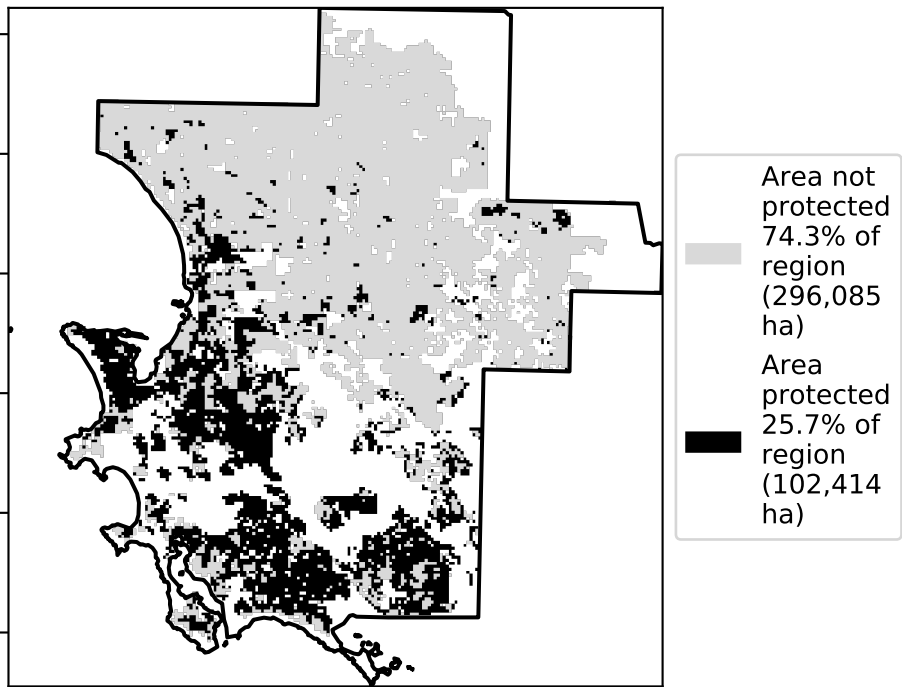 Area not
protected
74.3% of
region
(296,085
ha)
Area
protected
25.7% of
region
(102,414
ha)